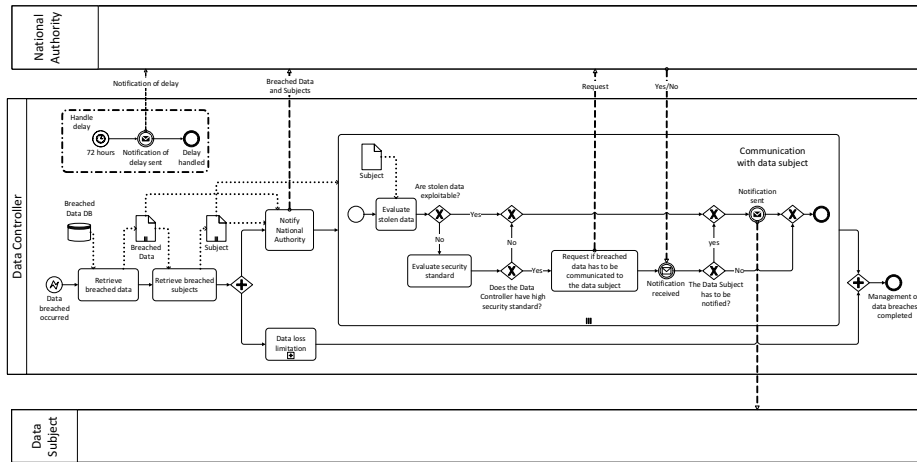 National
Authority
Notification of delay
Breached Data
and Subjects
Request
Yes/No
Data Controller
Handle
delay
72 hours
Notification of
delay sent
Delay
handled
Communication
with data subject
Subject
Are stolen data
exploitable?
Notification
sent
Breached
Data DB
Evaluate
stolen data
Yes
yes
Notify
National
Authority
Breached
Data
Subject
No
No
Evaluate security
standard
Yes
Request if breached
data has to be
communicated to
the data subject
No
Retrieve
breached data
Retrieve breached
subjects
Data
breached
occurred
Does the Data
Controller have high
security standard?
Notification
received
The Data Subject
has to be
notified?
Management o
data breaches
completed
Data loss
limitation
Data
Subject